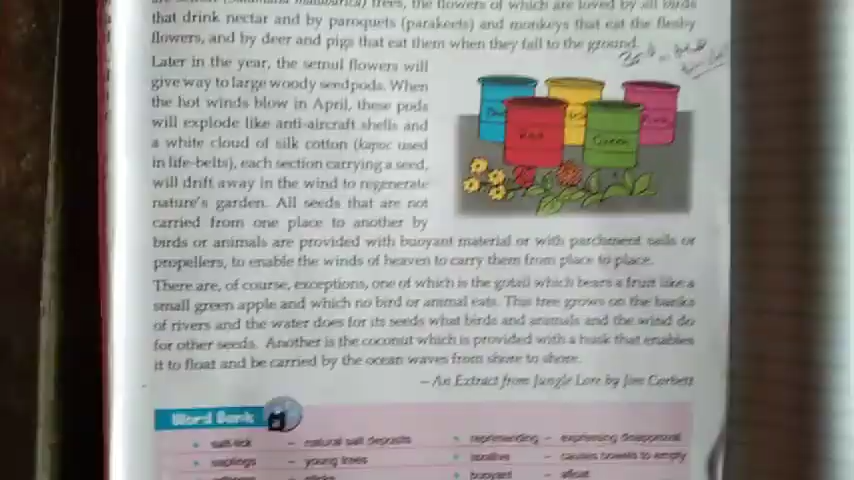 trees, the flowers of which are loved by all birds
that drink nectar and by paroquets (parakeets) and monkeys that eat the fleshy
flowers, and by deer and pigs that eat them when they fall to the ground.
Later in the year, the semul flowers will
give way to large woody seedpods. When
the hot winds blow in April, these pods
will explode like anti-aircraft shells and
a white cloud of silk cotton (kapoc used
in life-belts), each section carrying a seed,
will drift away in the wind to regenerate
nature's garden. All seeds that are not
carried from one place to another by
birds or animals are provided with buoyant material or with parchment sails or
propellers, to enable the winds of heaven to carry them from place to place.
There are, of course, exceptions, one of which is the gotail which bears a fruit like a
small green apple and which no bird or animal eats. This tree grows on the banks
of rivers and the water does for its seeds what birds and animals and the wind do
for other seeds. Another is the coconut which is provided with a husk that enables
it to float and be carried by the ocean waves from shore to shore.
– An Extract from Jungle Lore by Jim Corbett
Red
Green
Pink
Word Bank
salt-lick – natural salt deposits
reprimanding – expressing disapproval
saplings – young trees
laxative – causes bowels to empty
buoyant – afloat